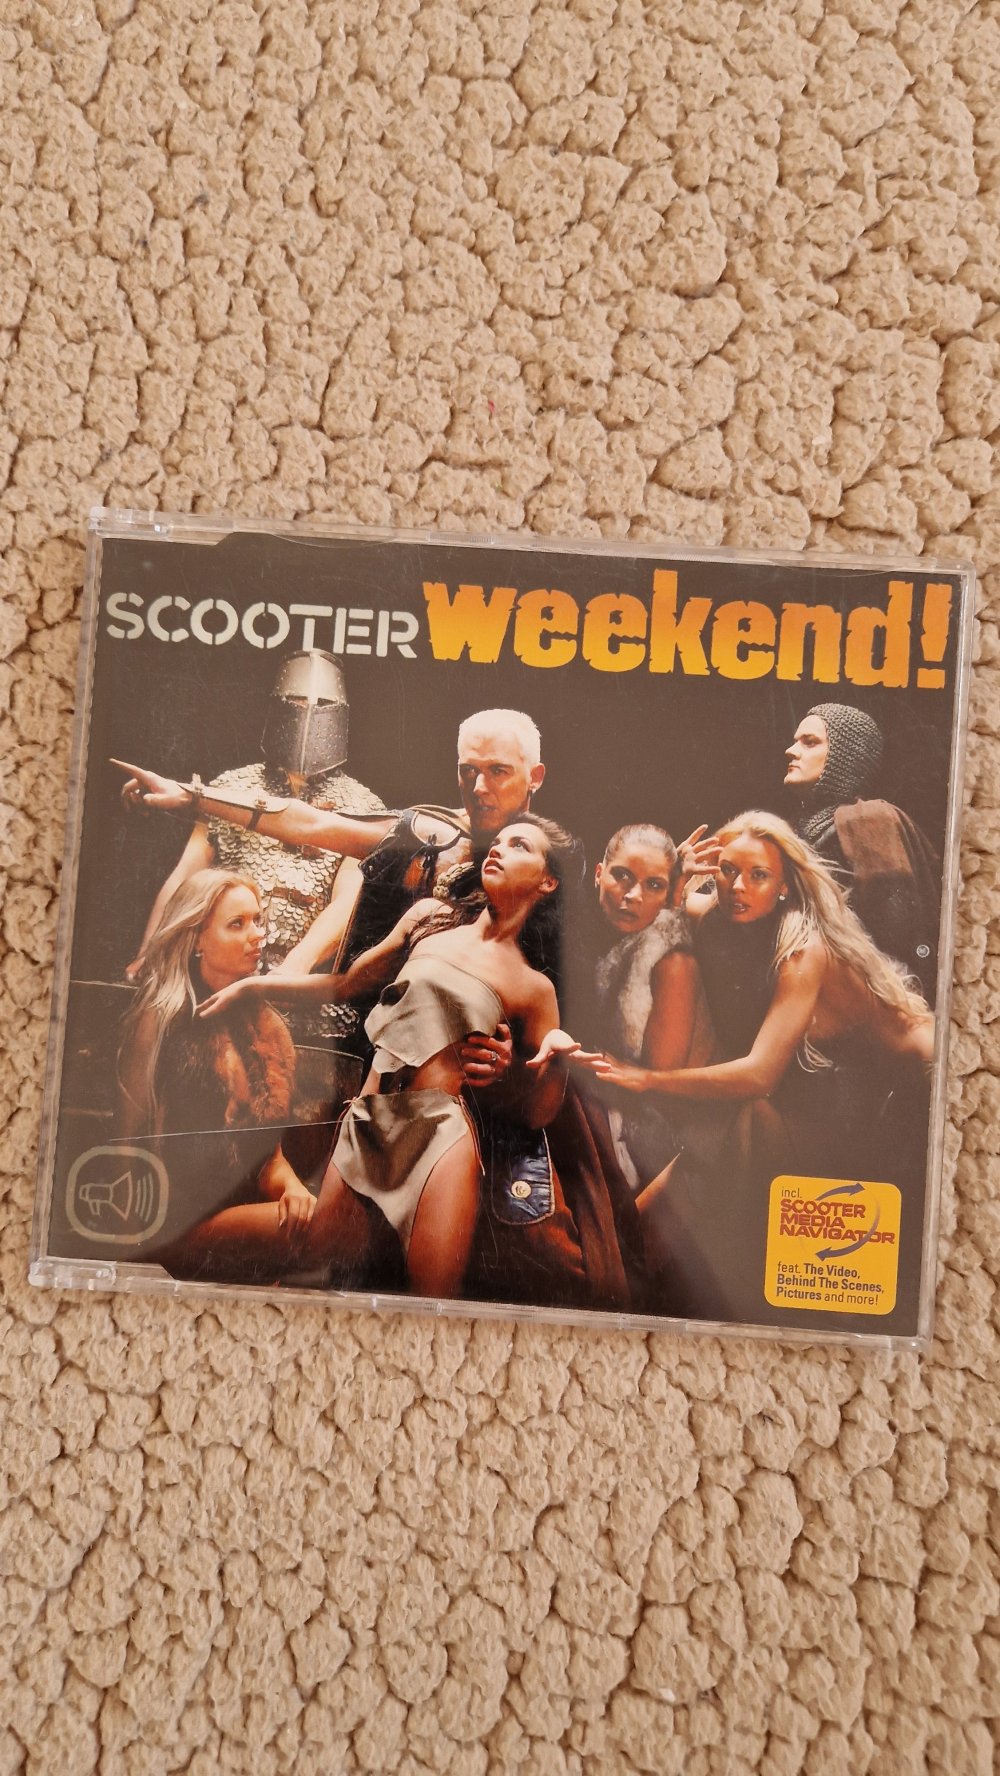 SCOOTER weekend!
incl.
SCOOTER
MEDIA
NAVIGATOR
feat. The Video,
Behind The Scenes,
Pictures and more!